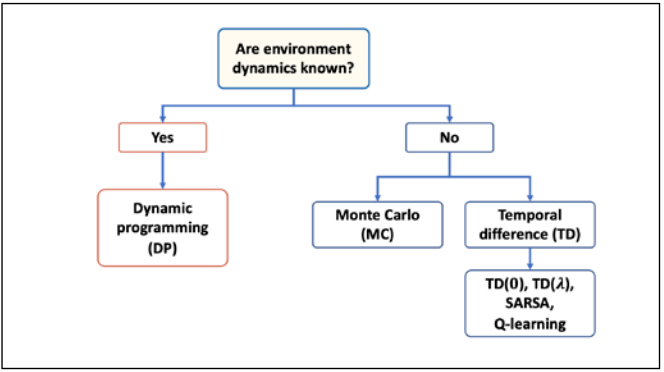 Are environment
dynamics known?
Yes
No
Dynamic
programming
(DP)
Monte Carlo
(MC)
Temporal
difference (TD)
TD(0), TD(λ),
SARSA,
Q-learning